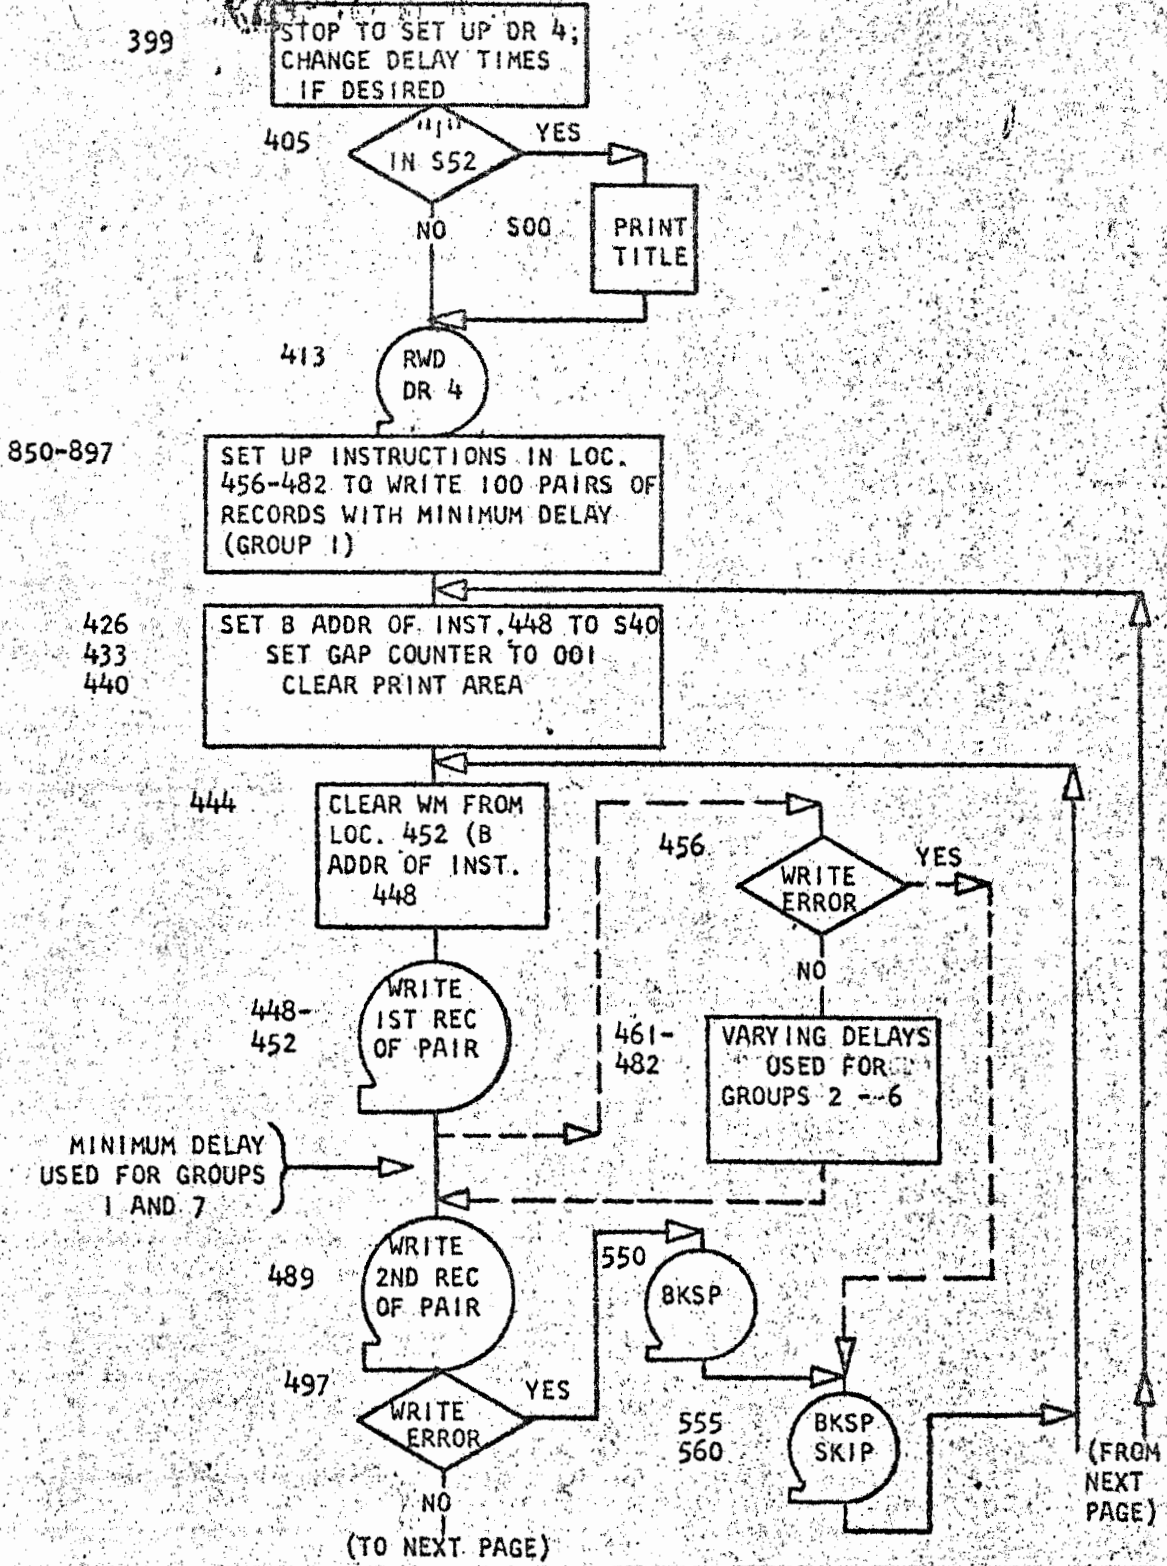 399
STOP TO SET UP DR 4;
CHANGE DELAY TIMES
IF DESIRED
405
"1"
IN S52
YES
NO
500
PRINT
TITLE
413
RWD
DR 4
850-897
SET UP INSTRUCTIONS IN LOC.
456-482 TO WRITE 100 PAIRS OF
RECORDS WITH MINIMUM DELAY
(GROUP 1)
426
433
440
SET B ADDR OF INST. 448 TO S40
SET GAP COUNTER TO 001
CLEAR PRINT AREA
444
CLEAR WM FROM
LOC. 452 (B
ADDR OF INST.
448
456
WRITE
ERROR
YES
NO
448-
452
WRITE
1ST REC
OF PAIR
461-
482
VARYING DELAYS
USED FOR
GROUPS 2 - 6
MINIMUM DELAY
USED FOR GROUPS
1 AND 7
489
WRITE
2ND REC
OF PAIR
550
BKSP
497
WRITE
ERROR
YES
NO
(TO NEXT PAGE)
555
560
BKSP
SKIP
(FROM
NEXT
PAGE)